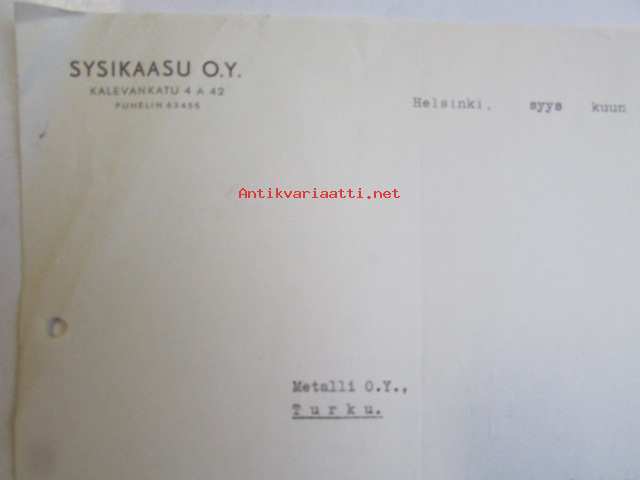 SYSIKAASU O.Y.
KALEVANKATU 4 A 42
PUHELIN 63455
Helsinki, syys kuun
Antikvariaatti.net
Metalli O.Y.,
Turku.